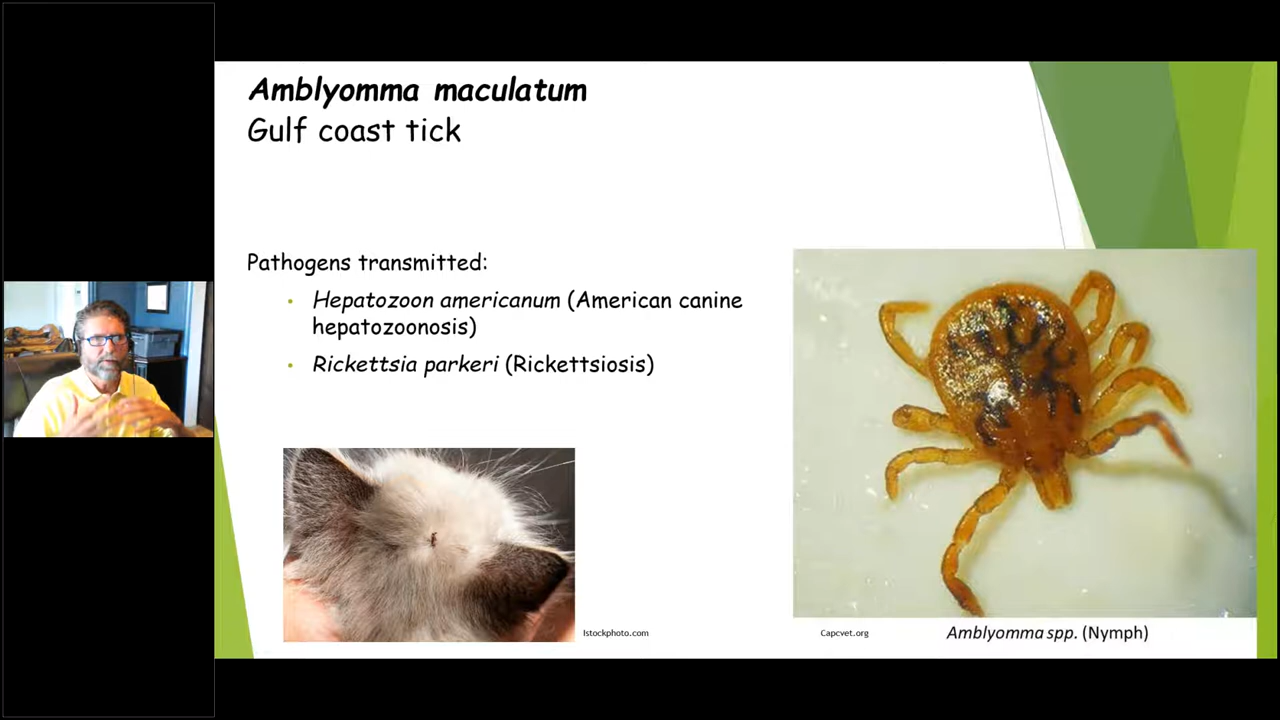 Amblyomma maculatum
Gulf coast tick
Pathogens transmitted:
• Hepatozoon americanum (American canine
hepatozoonosis)
• Rickettsia parkeri (Rickettsiosis)
Istockphoto.com
Capcvet.org
Amblyomma spp. (Nymph)